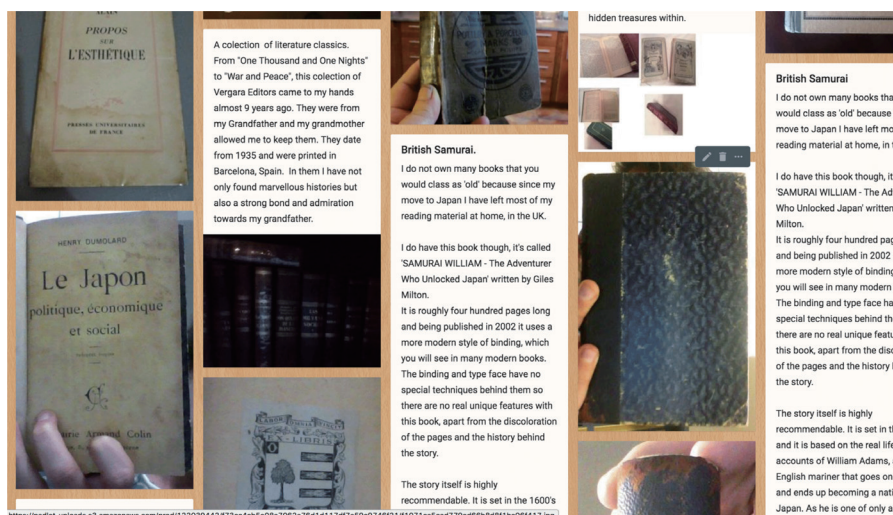 PROPOS
SUR
L'ESTHÉTIQUE
PRESSES UNIVERSITAIRES
DE FRANCE
HENRY DUMOLARD
Le Japon
politique, économique
et social
Armand Colin
A colection of literature classics.
From "One Thousand and One Nights"
to "War and Peace", this colection of
Vergara Editors came to my hands
almost 9 years ago. They were from
my Grandfather and my grandmother
allowed me to keep them. They date
from 1935 and were printed in
Barcelona, Spain. In them I have not
only found marvellous histories but
also a strong bond and admiration
towards my grandfather.
EX-LIBRIS
British Samurai.
I do not own many books that you
would class as 'old' because since my
move to Japan I have left most of my
reading material at home, in the UK.
I do have this book though, it's called
'SAMURAI WILLIAM - The Adventurer
Who Unlocked Japan' written by Giles
Milton.
It is roughly four hundred pages long
and being published in 2002 it uses a
more modern style of binding, which
you will see in many modern books.
The binding and type face have no
special techniques behind them so
there are no real unique features with
this book, apart from the discoloration
of the pages and the history behind
the story.
The story itself is highly
recommendable. It is set in the 1600's
hidden treasures within.
British Samurai
I do not own many books
would class as 'old' because
move to Japan I have left
reading material at home, in
I do have this book though,
'SAMURAI WILLIAM - The
Who Unlocked Japan' written
Milton.
It is roughly four hundred
and being published in 2002
more modern style of binding
you will see in many modern
The binding and type face
special techniques behind
there are no real unique
this book, apart from the
of the pages and the history
the story.
The story itself is highly
recommendable. It is set in
and it is based on the real
accounts of William Adams,
English mariner that goes on
and ends up becoming a
Japan. As he is one of only